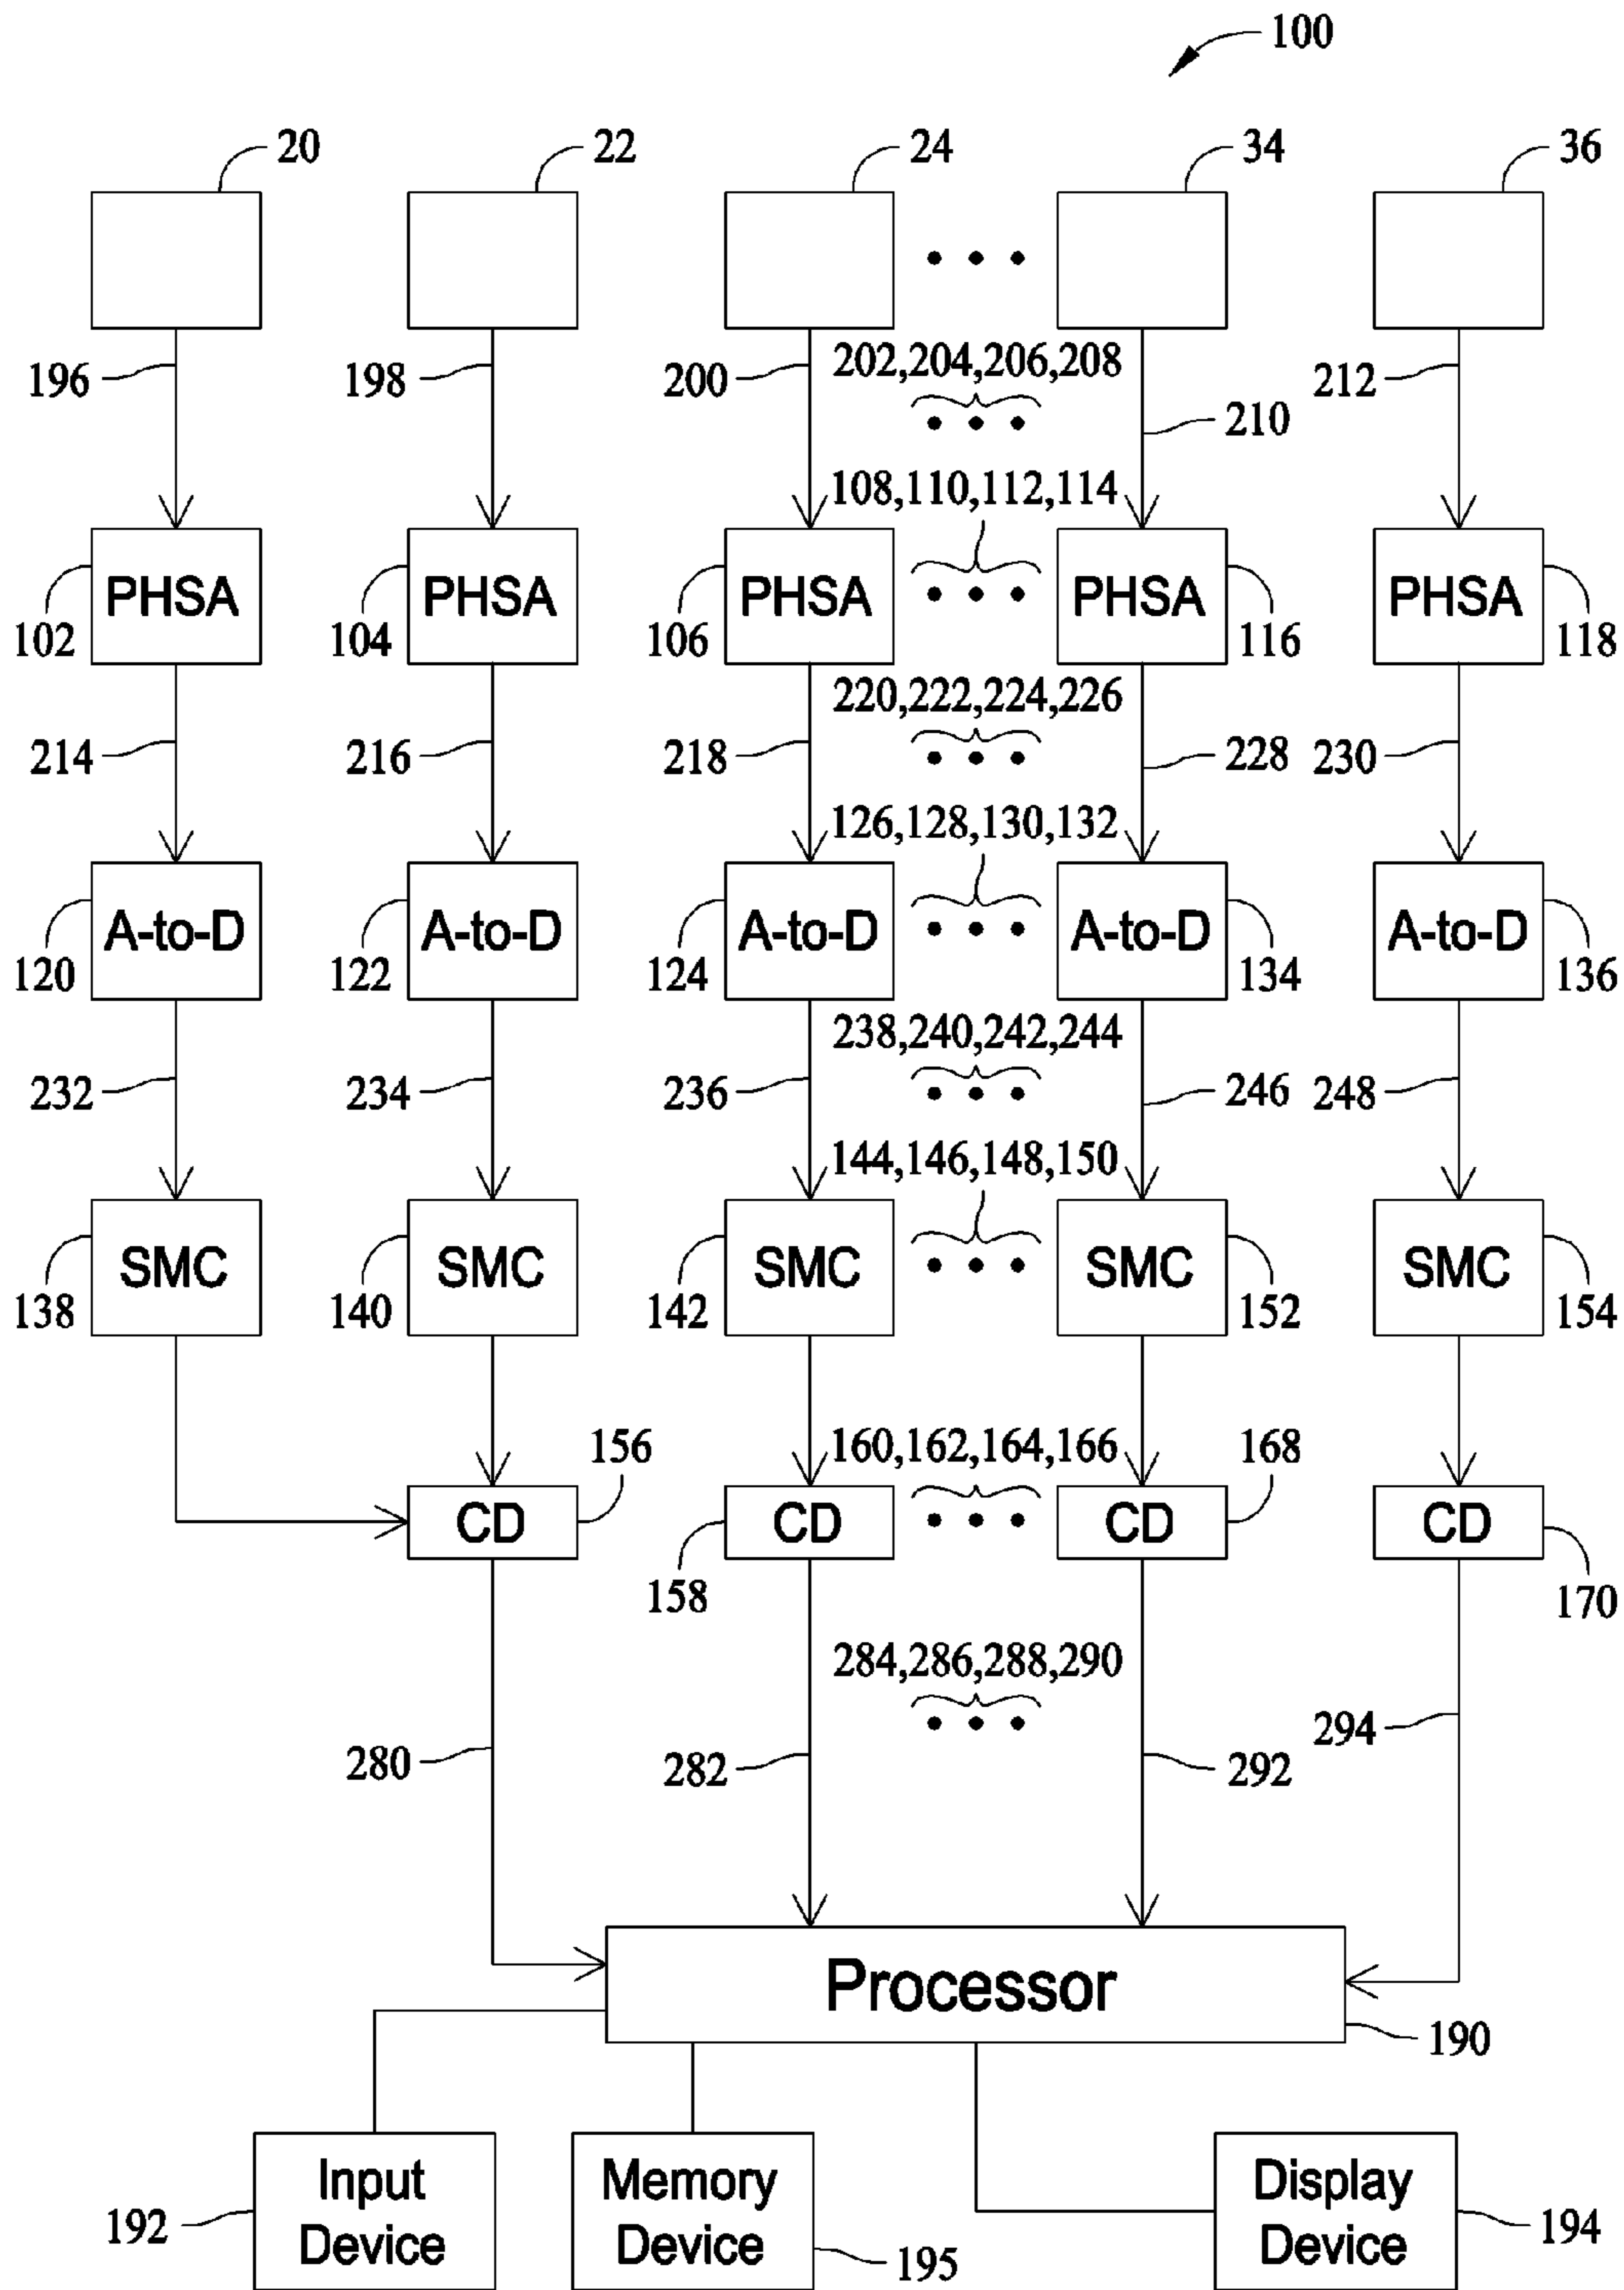 100
20 22 24 34 36
196 198 200 202,204,206,208 212
210
108,110,112,114
PHSA PHSA PHSA PHSA PHSA
102 104 106 116 118
220,222,224,226
214 216 218 228 230
126,128,130,132
A-to-D A-to-D A-to-D A-to-D A-to-D
120 122 124 134 136
238,240,242,244
232 234 236 246 248
144,146,148,150
SMC SMC SMC SMC SMC
138 140 142 152 154
156 160,162,164,166 168
CD CD CD CD
158 170
284,286,288,290
294
280 282 292
Processor
190
Input
Device
192
Memory
Device
195
Display
Device
194